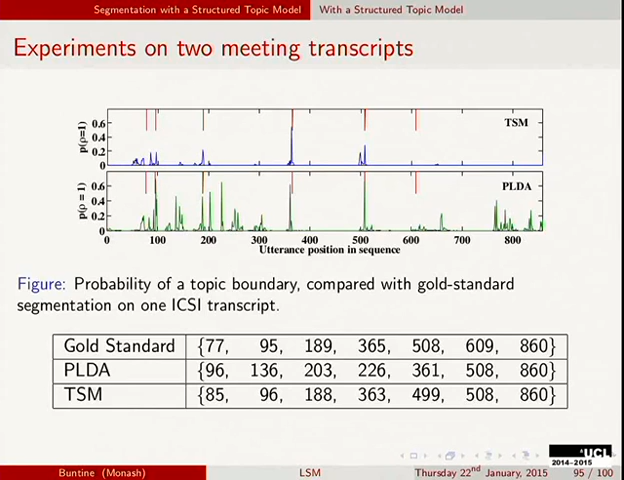 Segmentation with a Structured Topic Model With a Structured Topic Model
Experiments on two meeting transcripts
p(ρ=1)
0.6
0.4
0.2
0
TSM
p(ρ = 1)
0.6
0.4
0.2
0
PLDA
0 100 200 300 400 500 600 700 800
Utterance position in sequence
Figure: Probability of a topic boundary, compared with gold-standard
segmentation on one ICSI transcript.
Gold Standard {77, 95, 189, 365, 508, 609, 860}
PLDA {96, 136, 203, 226, 361, 508, 860}
TSM {85, 96, 188, 363, 499, 508, 860}
UCL
2014-2015
Buntine (Monash) LSM Thursday 22nd January, 2015 95 / 100